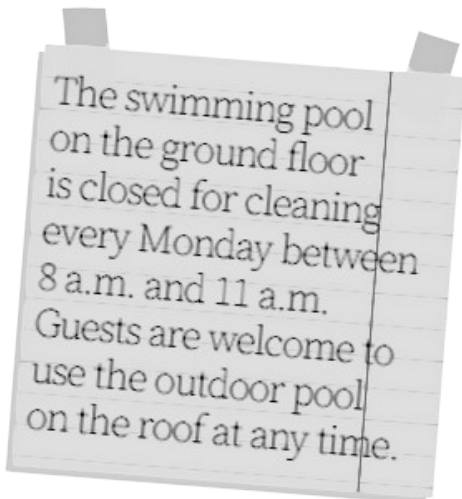 The swimming pool
on the ground floor
is closed for cleaning
every Monday between
8 a.m. and 11 a.m.
Guests are welcome to
use the outdoor pool
on the roof at any time.